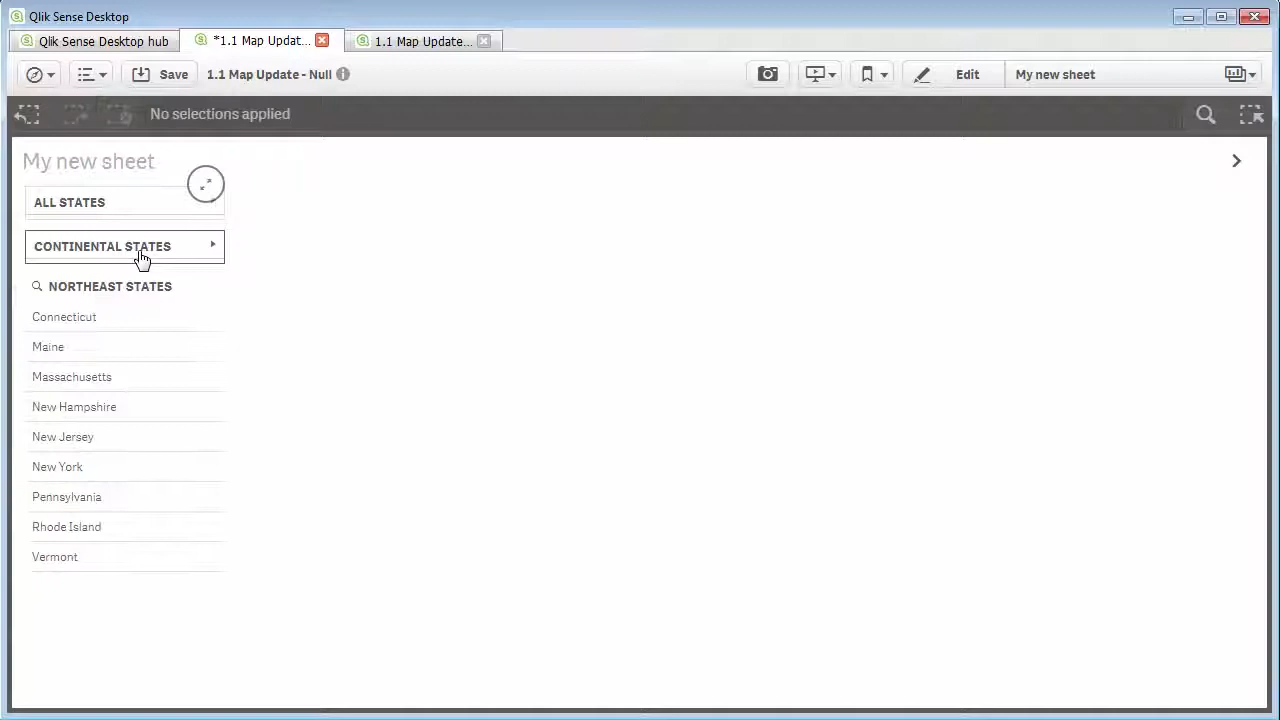 Qlik Sense Desktop
Qlik Sense Desktop hub
*1.1 Map Updat...
1.1 Map Update...
Save
1.1 Map Update - Null
Edit
My new sheet
No selections applied
My new sheet
ALL STATES
CONTINENTAL STATES
NORTHEAST STATES
Connecticut
Maine
Massachusetts
New Hampshire
New Jersey
New York
Pennsylvania
Rhode Island
Vermont